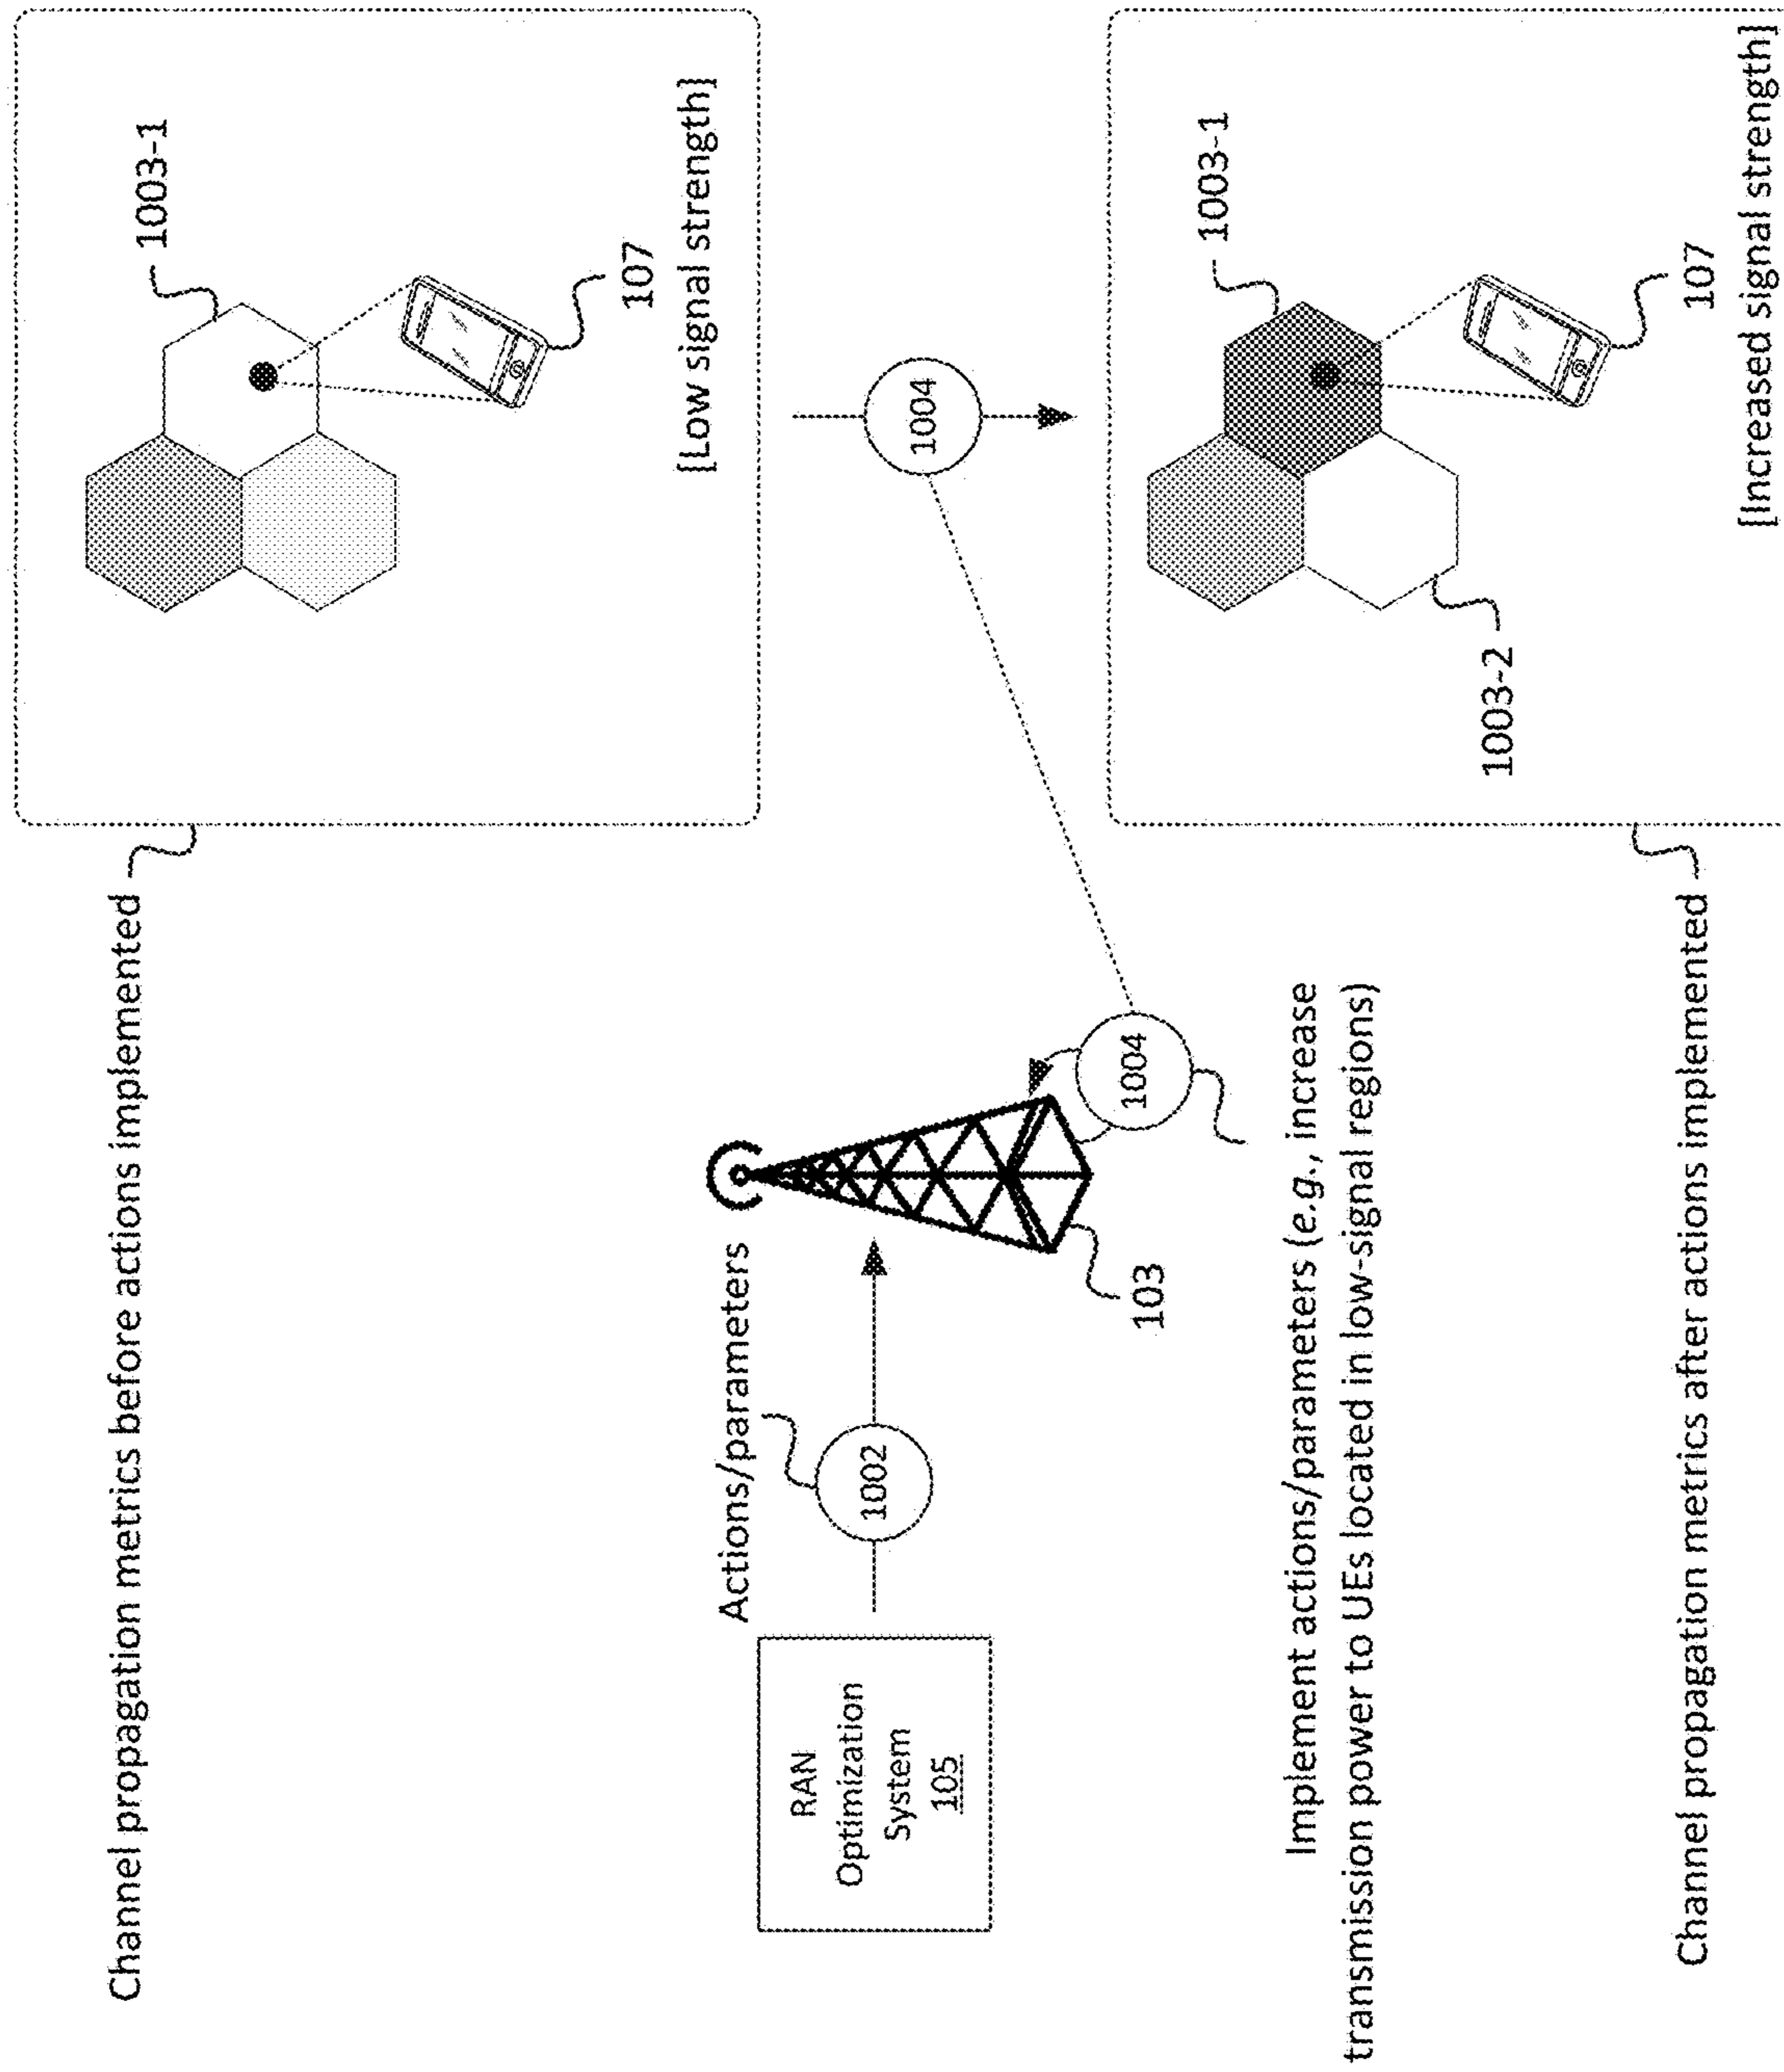 Channel propagation metrics before actions implemented
1003-1
107
[Low signal strength]
Actions/parameters
1002
RAN
Optimization
System
105
103
1004
1004
Implement actions/parameters (e.g., increase
transmission power to UEs located in low-signal regions)
Channel propagation metrics after actions implemented
1003-1
1003-2
107
[Increased signal strength]